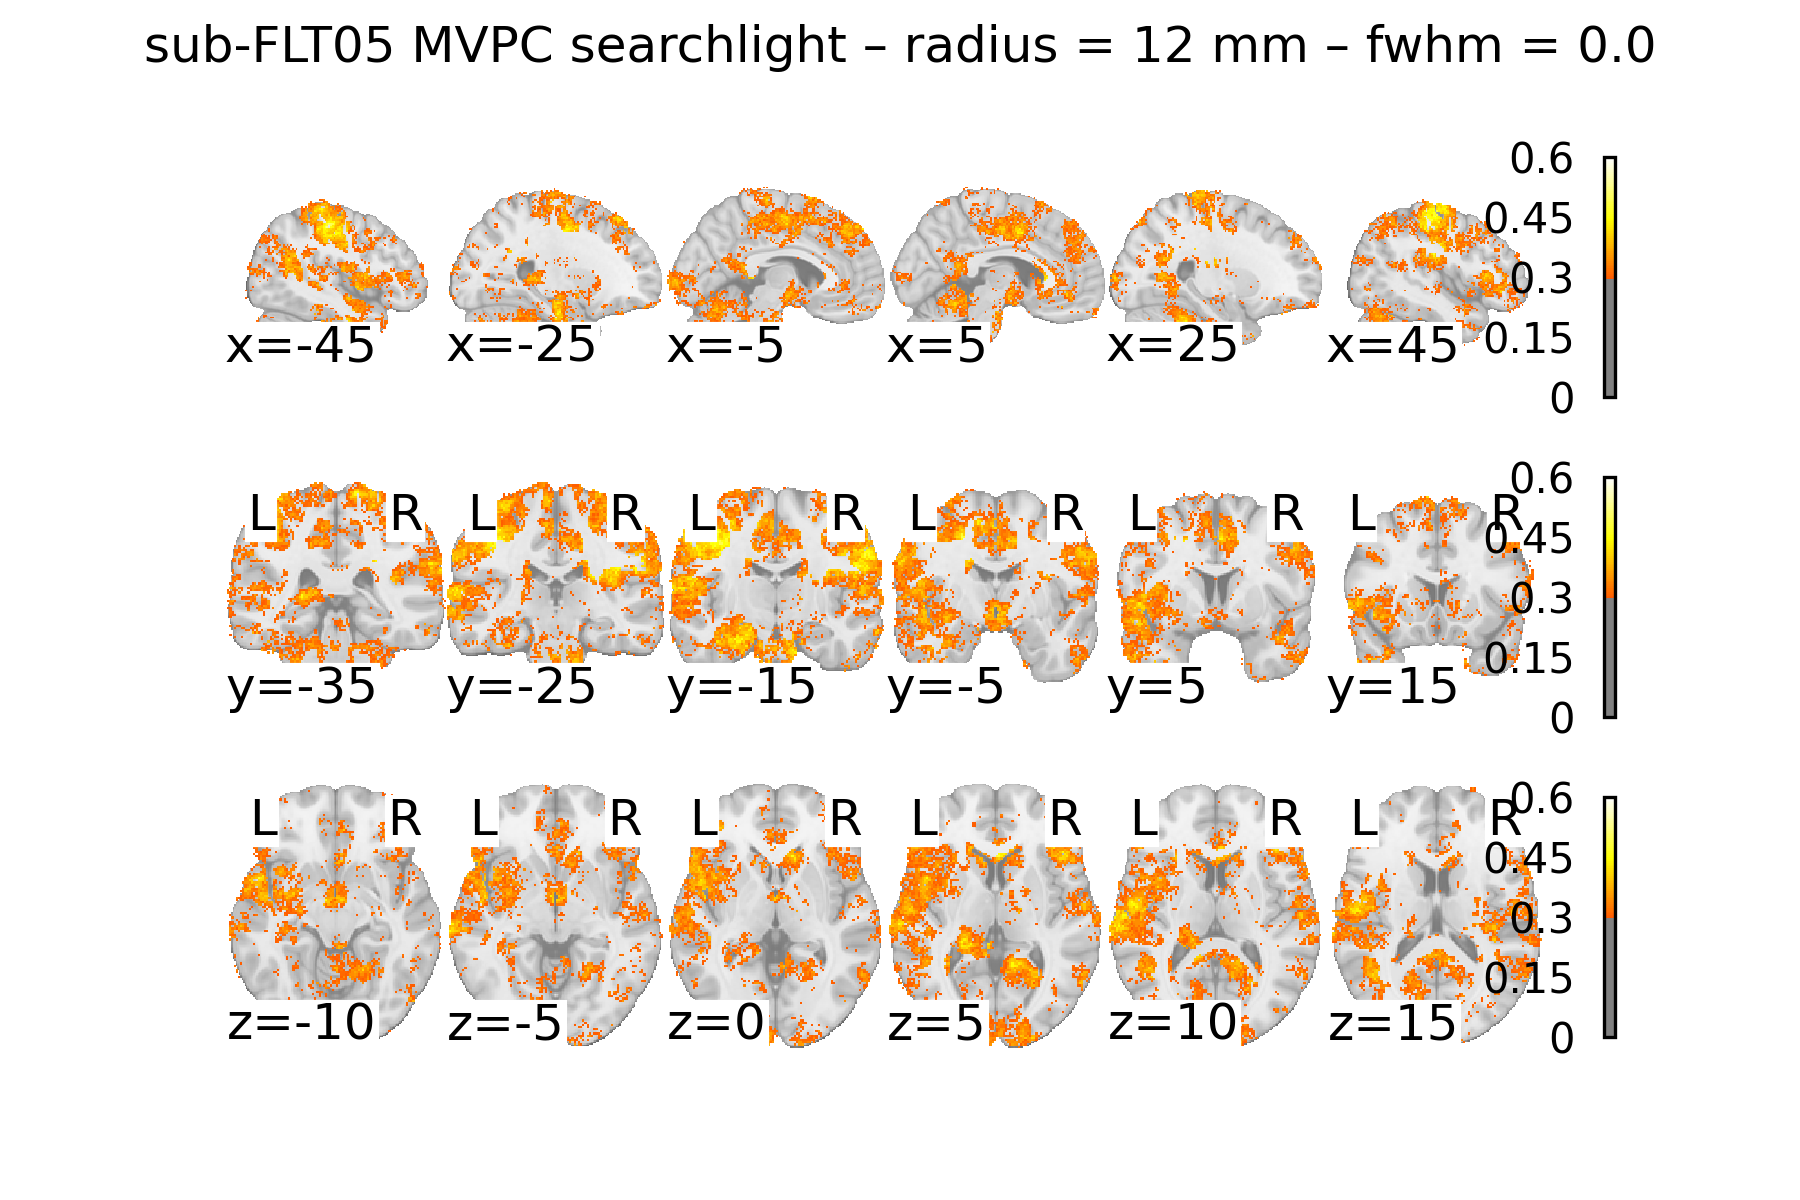 sub-FLT05 MVPC searchlight – radius = 12 mm – fwhm = 0.0
0.6
0.45
0.3
0.15
0
x=-45 x=-25 x=-5 x=5 x=25 x=45
L R L R L R L R L R L R
0.6
0.45
0.3
0.15
0
y=-35 y=-25 y=-15 y=-5 y=5 y=15
L R L R L R L R L R L R
0.6
0.45
0.3
0.15
0
z=-10 z=-5 z=0 z=5 z=10 z=15